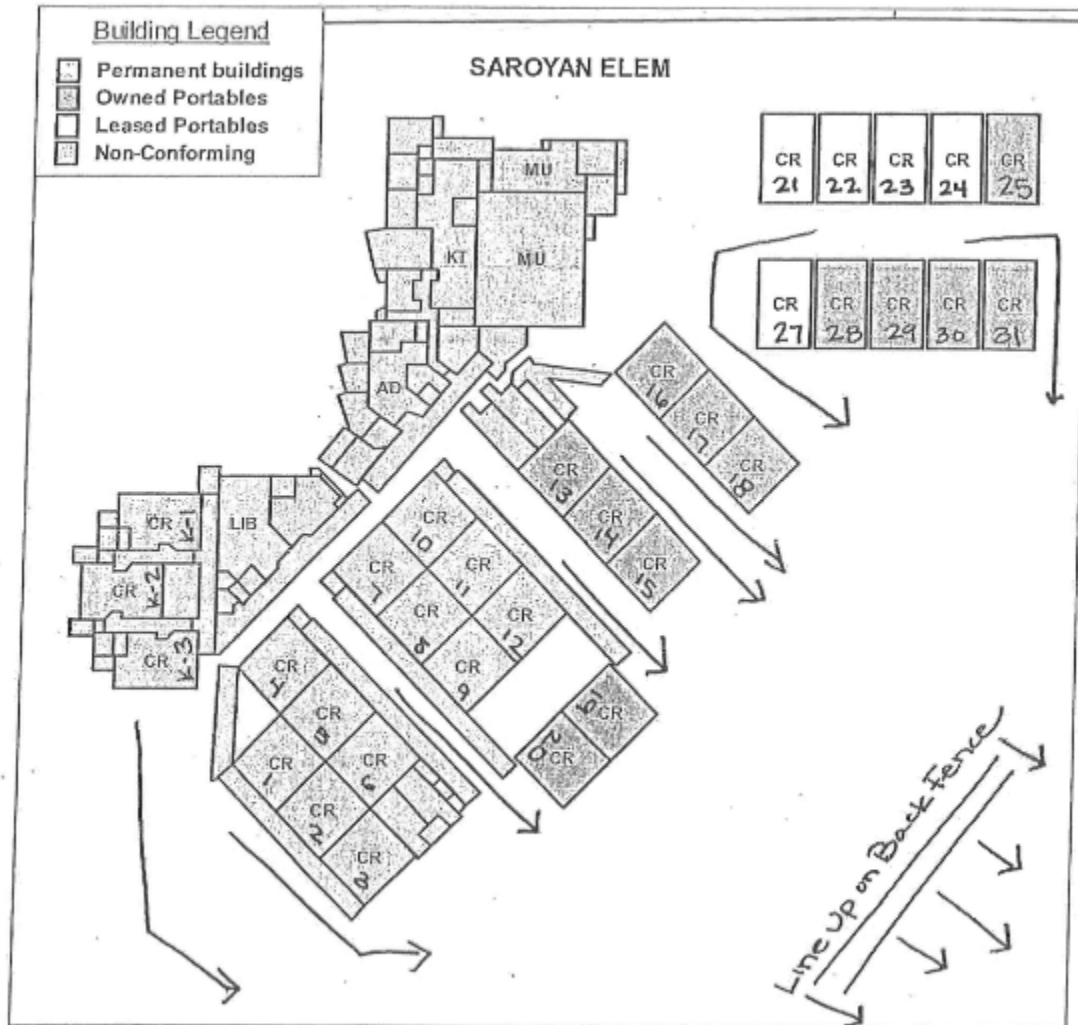 Building Legend
Permanent buildings
Owned Portables
Leased Portables
Non-Conforming
SAROYAN ELEM
CR 21
CR 22
CR 23
CR 24
CR 25
MU
KT
MU
CR 27
CR 28
CR 29
CR 30
CR 31
AD
CR 16
CR 17
CR 18
CR 13
CR 14
CR 15
CR K-1
LIB
CR 10
CR 11
CR 12
CR 7
CR 8
CR 9
CR K-2
CR K-3
CR 19
CR 20
CR 4
CR
CR 6
CR 1
CR 2
CR 3
Line Up on Back Fence